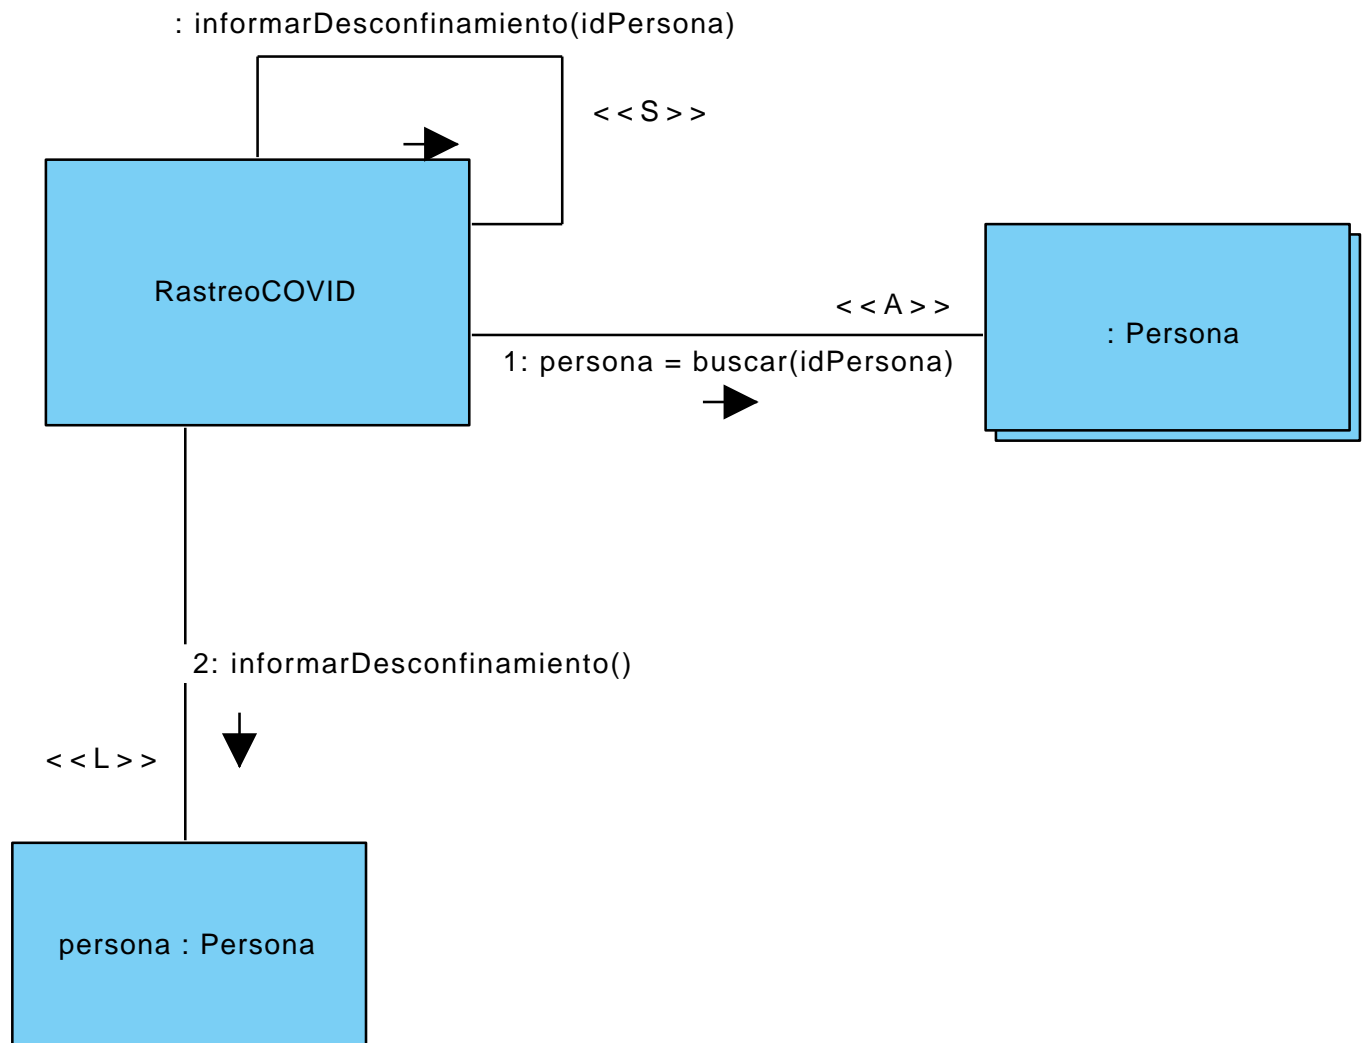 : informarDesconfinamiento(idPersona)
<<S>>
RastreoCOVID
<<A>>
: Persona
1: persona = buscar(idPersona)
2: informarDesconfinamiento()
<<L>>
persona : Persona